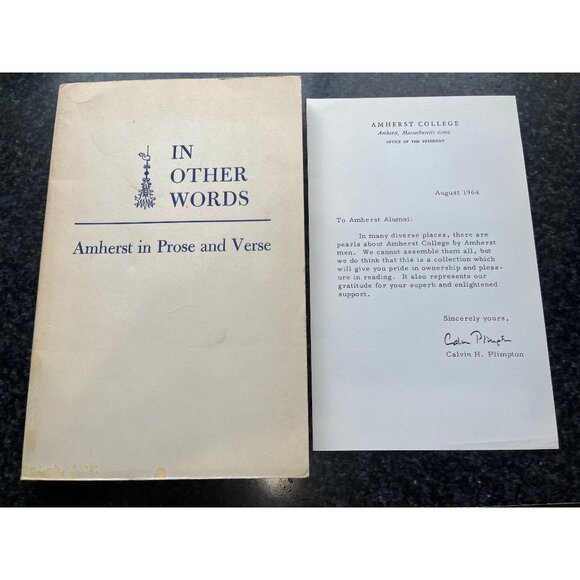 IN
OTHER
WORDS
Amherst in Prose and Verse
AMHERST COLLEGE
Amherst, Massachusetts 01002
OFFICE OF THE PRESIDENT
August 1964
To Amherst Alumni:
In many diverse places, there are
pearls about Amherst College by Amherst
men. We cannot assemble them all, but
we do think that this is a collection which
will give you pride in ownership and pleas-
ure in reading. It also represents our
gratitude for your superb and enlightened
support.
Sincerely yours,
Calvin Plimpton
Calvin H. Plimpton